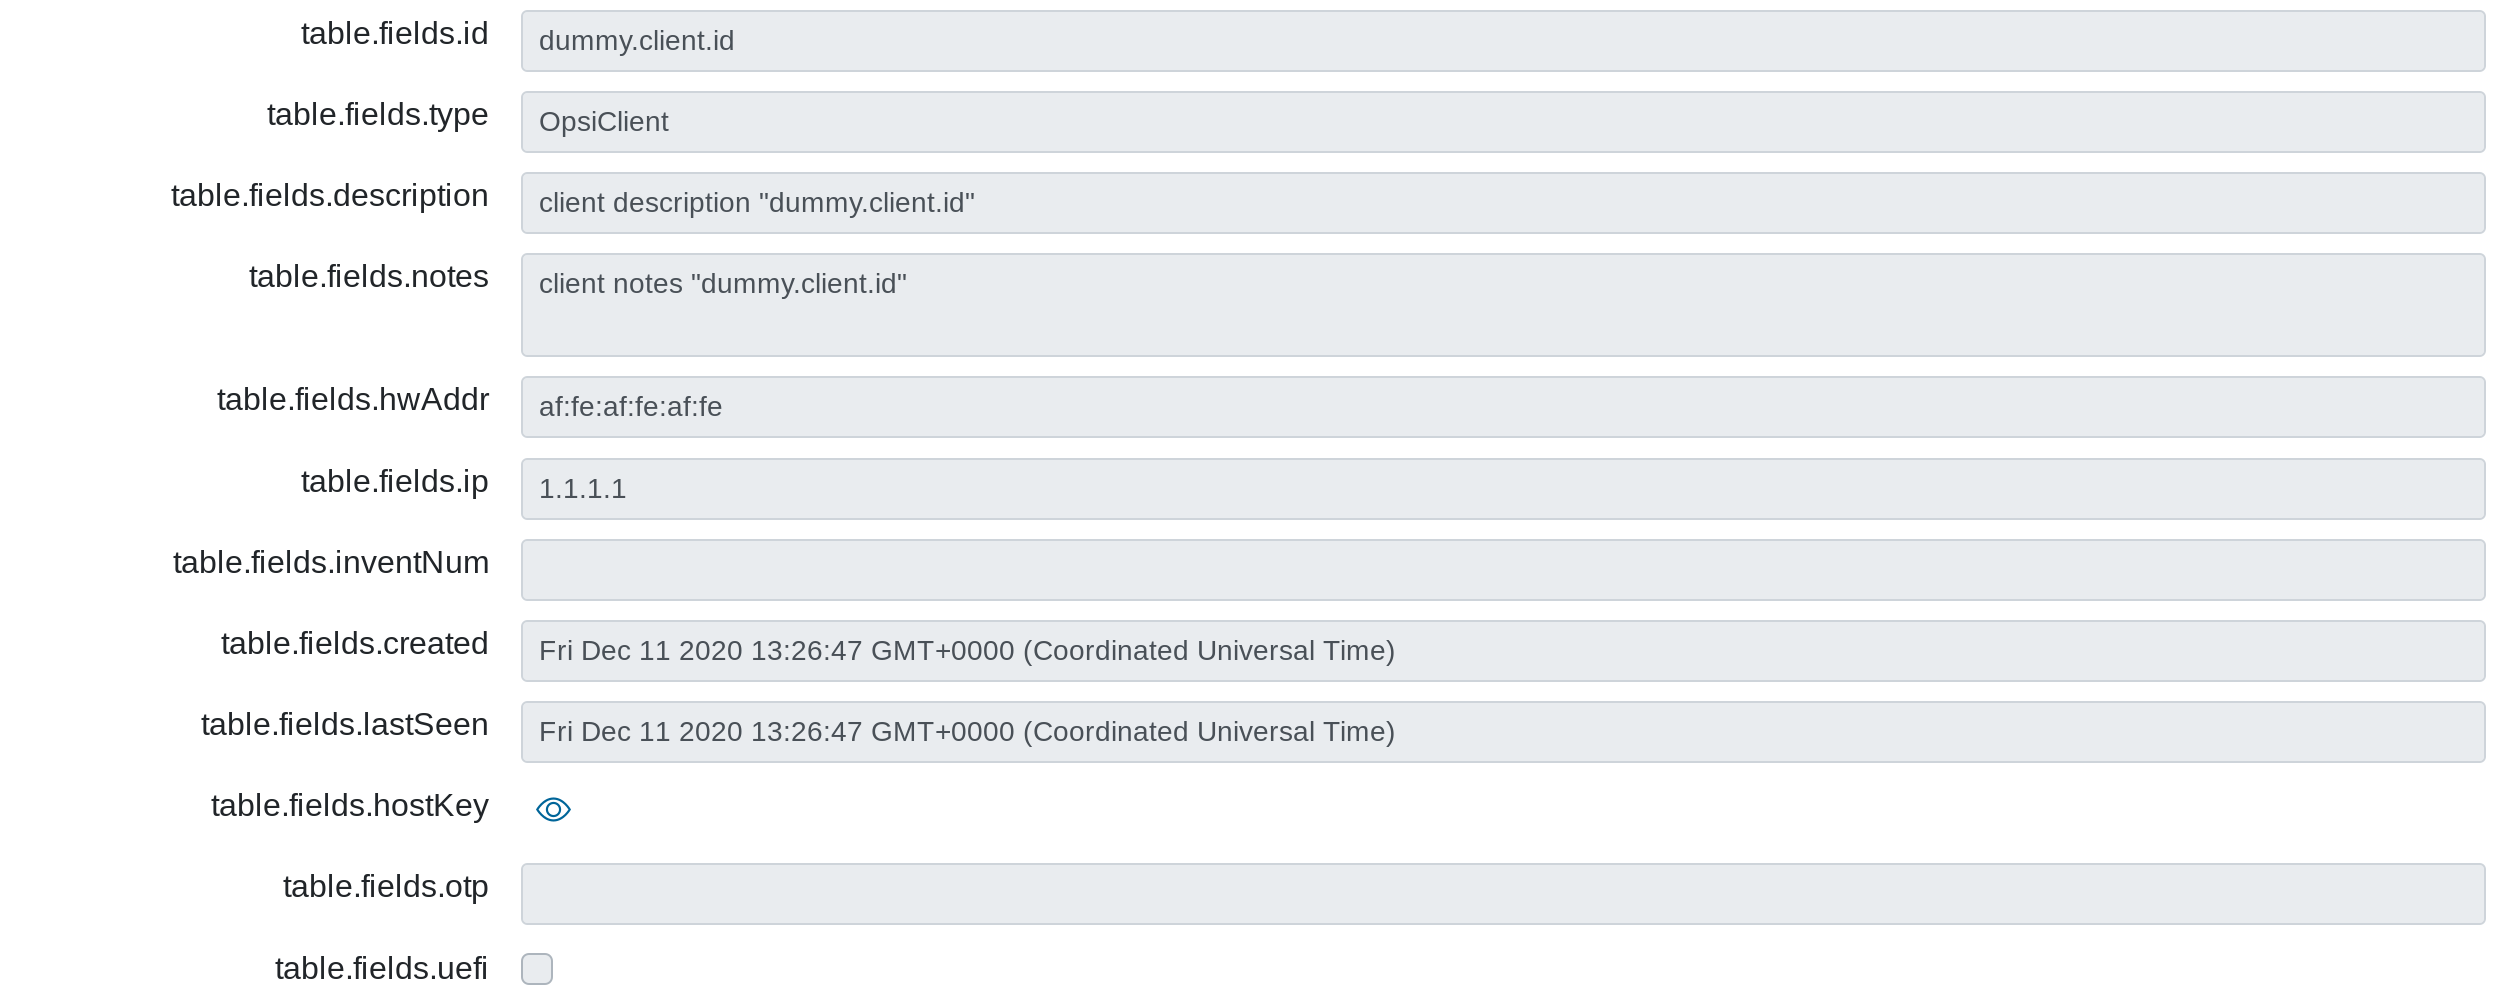 table.fields.id
dummy.client.id
table.fields.type
OpsiClient
table.fields.description
client description "dummy.client.id"
table.fields.notes
client notes "dummy.client.id"
table.fields.hwAddr
af:fe:af:fe:af:fe
table.fields.ip
1.1.1.1
table.fields.inventNum
table.fields.created
Fri Dec 11 2020 13:26:47 GMT+0000 (Coordinated Universal Time)
table.fields.lastSeen
Fri Dec 11 2020 13:26:47 GMT+0000 (Coordinated Universal Time)
table.fields.hostKey
table.fields.otp
table.fields.uefi